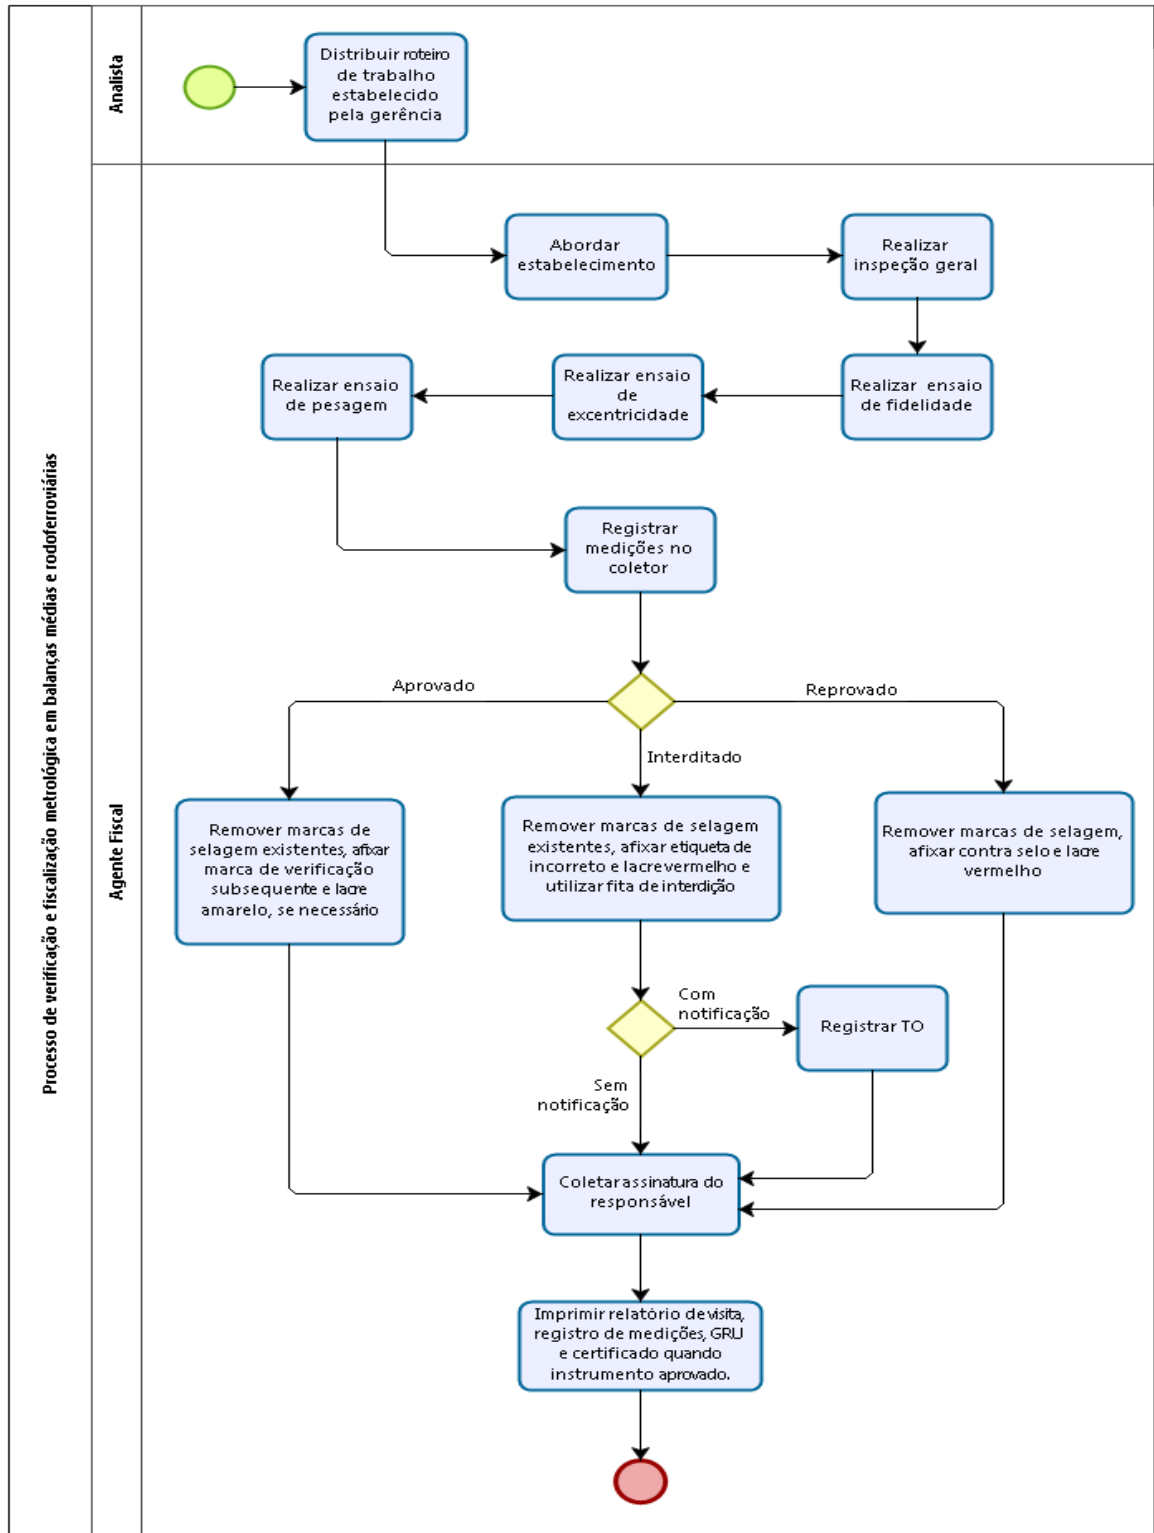 Processo de verificação e fiscalização metrológica em balanças médias e rodoferroviárias
Analista
Distribuir roteiro
de trabalho
estabelecido
pela gerência
Agente Fiscal
Abordar
estabelecimento
Realizar
inspeção geral
Realizar ensaio
de pesagem
Realizar ensaio
de
excentricidade
Realizar ensaio
de fidelidade
Registrar
medições no
coletor
Aprovado
Reprovado
Interditado
Remover marcas de
selagem existentes, afixar
marca de verificação
subsequente e lacre
amarelo, se necessário
Remover marcas de selagem
existentes, afixar etiqueta de
incorreto e lacre vermelho e
utilizar fita de interdição
Remover marcas de selagem,
afixar contra selo e lacre
vermelho
Com
notificação
Registrar TO
Sem
notificação
Coletar assinatura do
responsável
Imprimir relatório de visita,
registro de medições, GRU
e certificado quando
instrumento aprovado.